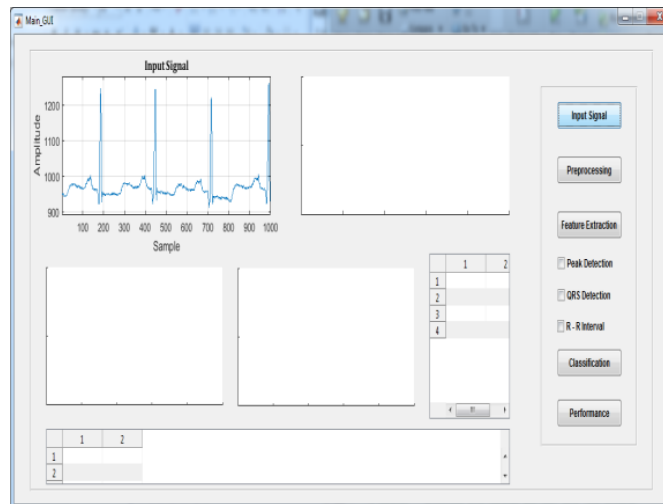 Main_GUI
Input Signal
1200
1100
1000
900
Amplitude
100 200 300 400 500 600 700 800 900 1000
Sample
1 2
1
2
3
4
1 2
1
2
Input Signal
Preprocessing
Feature Extraction
Peak Detection
QRS Detection
R - R Interval
Classification
Performance